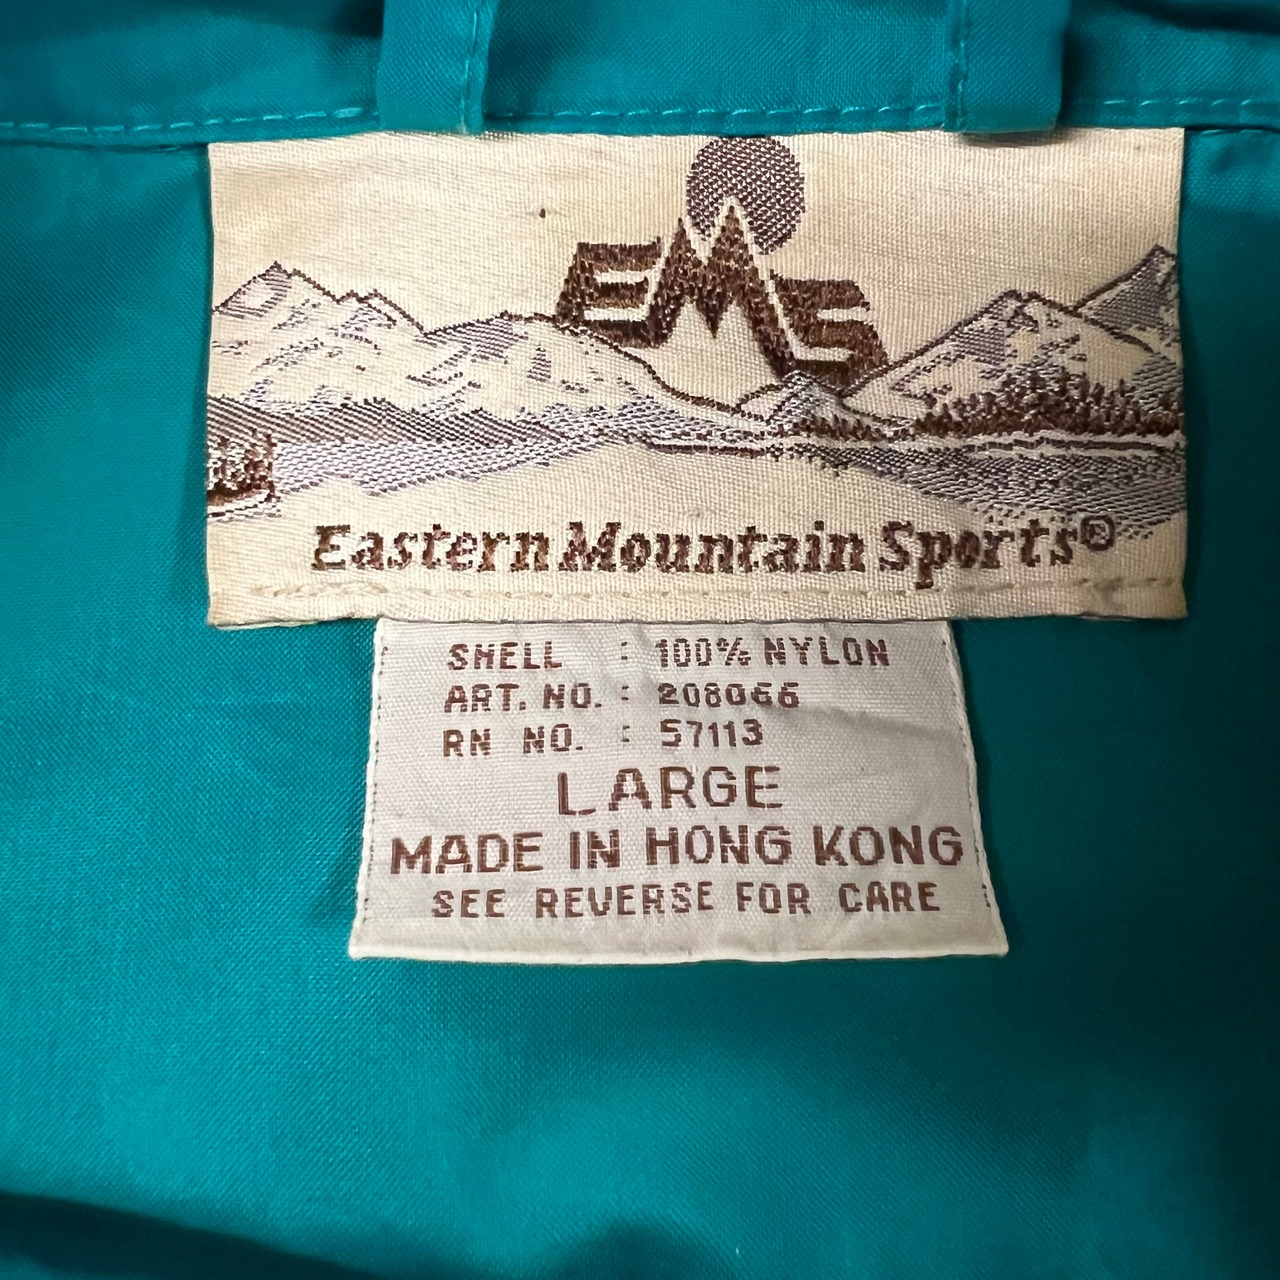 EMS
Eastern Mountain Sports®
SHELL : 100% NYLON
ART. NO. : 208066
RN NO. : 57113
LARGE
MADE IN HONG KONG
SEE REVERSE FOR CARE